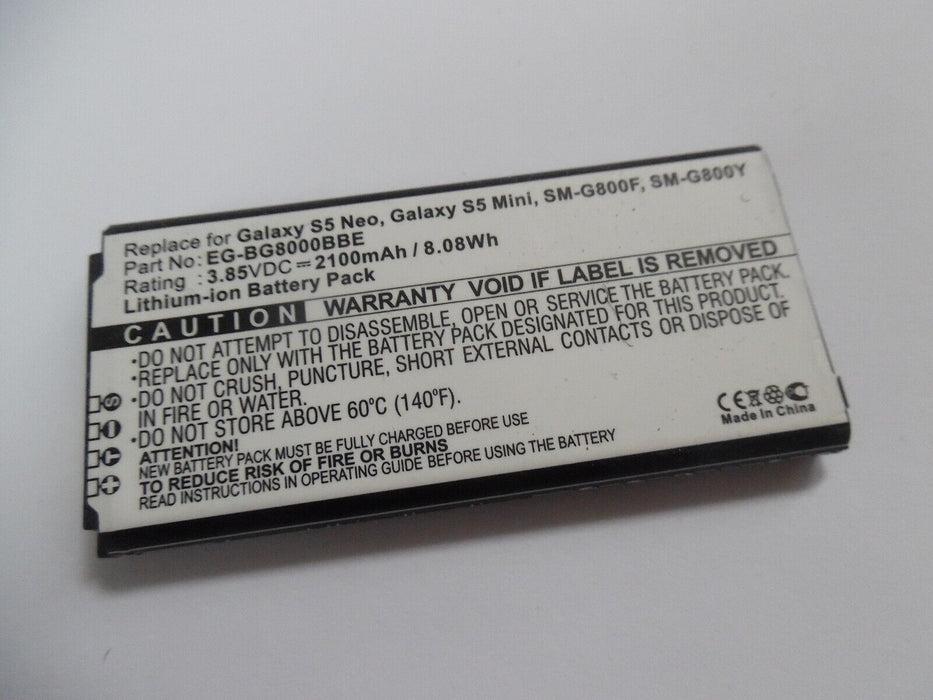 Replace for Galaxy S5 Neo, Galaxy S5 Mini, SM-G800F, SM-G800Y
Part No: EG-BG8000BBE
Rating : 3.85VDC⎓2100mAh / 8.08Wh
Lithium-ion Battery Pack
CAUTION WARRANTY VOID IF LABEL IS REMOVED
•DO NOT ATTEMPT TO DISASSEMBLE, OPEN OR SERVICE THE BATTERY.
•REPLACE ONLY WITH THE BATTERY PACK DESIGNATED FOR IT.
•DO NOT CRUSH, PUNCTURE, SHORT EXTERNAL CONTACTS OR DISPOSE OF
IN FIRE OR WATER.
•DO NOT STORE ABOVE 60ºC (140ºF).
ATTENTION!
NEW BATTERY PACK MUST BE FULLY CHARGED BEFORE USE
TO REDUCE RISK OF FIRE OR BURNS
READ INSTRUCTIONS IN OPERATING GUIDE BEFORE USING THE BATTERY
S
I
C
+
CE
Made in China